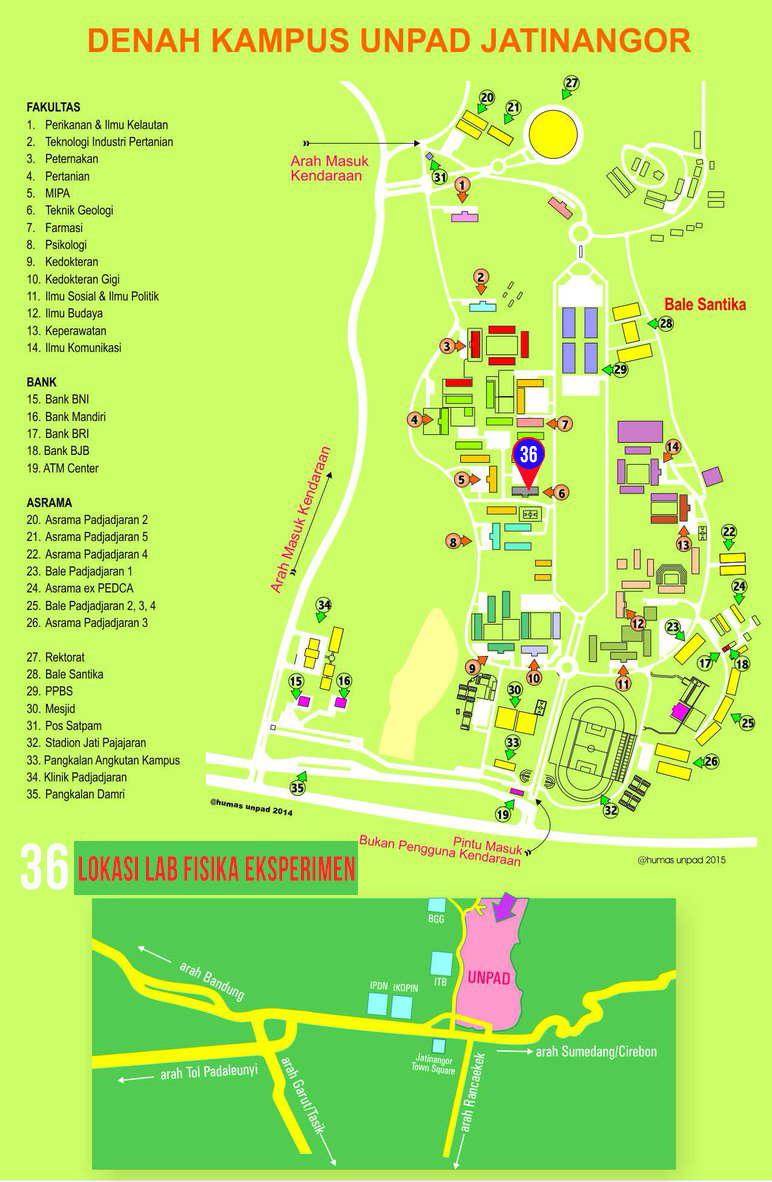 DENAH KAMPUS UNPAD JATINANGOR
FAKULTAS
1. Perikanan & Ilmu Kelautan
2. Teknologi Industri Pertanian
3. Peternakan
4. Pertanian
5. MIPA
6. Teknik Geologi
7. Farmasi
8. Psikologi
9. Kedokteran
10. Kedokteran Gigi
11. Ilmu Sosial & Ilmu Politik
12. Ilmu Budaya
13. Keperawatan
14. Ilmu Komunikasi
BANK
15. Bank BNI
16. Bank Mandiri
17. Bank BRI
18. Bank BJB
19. ATM Center
ASRAMA
20. Asrama Padjadjaran 2
21. Asrama Padjadjaran 5
22. Asrama Padjadjaran 4
23. Bale Padjadjaran 1
24. Asrama ex PEDCA
25. Bale Padjadjaran 2, 3, 4
26. Asrama Padjadjaran 3
27. Rektorat
28. Bale Santika
29. PPBS
30. Mesjid
31. Pos Satpam
32. Stadion Jati Pajajaran
33. Pangkalan Angkutan Kampus
34. Klinik Padjadjaran
35. Pangkalan Damri
27
20
21
Arah Masuk
Kendaraan
31
1
2
Bale Santika
28
3
29
4
7
36
14
5
6
Arah Masuk Kendaraan
8
13
22
24
34
12
23
9
10
11
17
18
15
16
30
25
33
26
35
19
32
@humas unpad 2014
Bukan Pengguna Kendaraan
Pintu Masuk
@humas unpad 2015
36 LOKASI LAB FISIKA EKSPERIMEN
BGG
arah Bandung
ITB
UNPAD
IPDN
IKOPIN
Jatinangor
Town Square
arah Sumedang/Cirebon
arah Tol Padaleunyi
arah Garut/Tasik
arah Rancaekek